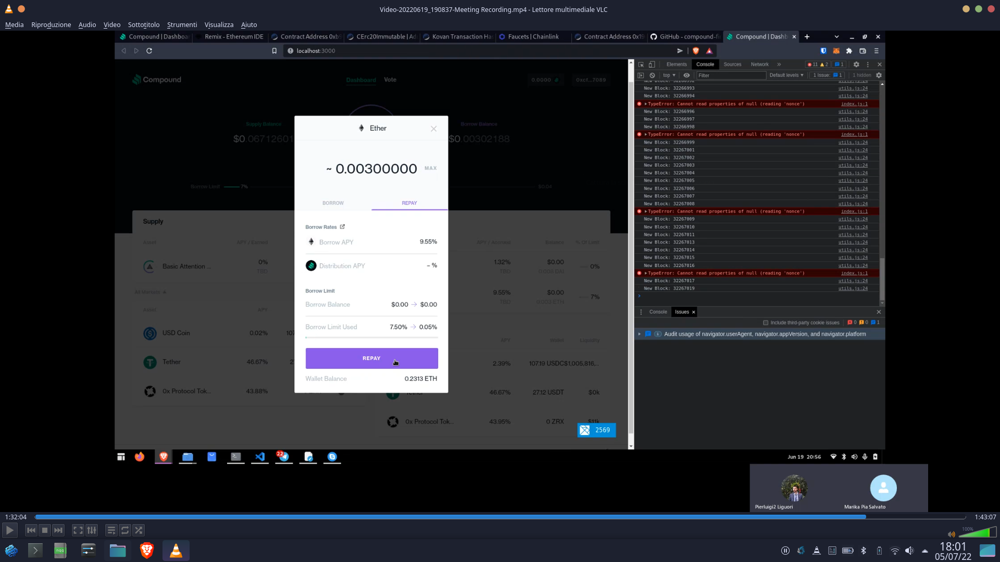 Video-20220619_190837-Meeting Recording.mp4 - Lettore multimediale VLC
Media Riproduzione Audio Video Sottotitolo Strumenti Visualizza Aiuto
Compound | Dashboa Remix - Ethereum IDE Contract Address 0xb9 CErc20Immutable | Ad Kovan Transaction Has Faucets | Chainlink Contract Address 0x19 GitHub - compound-fi Compound | Dashb
localhost:3000
Compound Dashboard Vote 0.0000 0xcf...7089
Supply Balance Borrow Balance
$0.06712601 $0.00302188
Borrow Limit 7% $0.04
Supply
Asset APY / Earned APY / Accrued Balance % Of Limit
Basic Attention ... 0% TBD 1.32% TBD $0.00 0.008 DAI 0%
9.55% TBD $0.00 0.003 ETH 7%
All Markets
Asset APY APY Wallet Liquidity
USD Coin 0.02% 107 2.39% 107.19 USDC $1,005,816,...
Tether 46.67% 2 Tether 46.67% 27.12 USDT $0k
0x Protocol Tok... 43.88% 0x Protocol Tok... 43.95% 0 ZRX $11k
Ether
~ 0.00300000 MAX
BORROW REPAY
Borrow Rates
Borrow APY 9.55%
Distribution APY – %
Borrow Limit
Borrow Balance $0.00 → $0.00
Borrow Limit Used 7.50% → 0.05%
REPAY
Wallet Balance 0.2313 ETH
2569
Elements Console Sources Network » 11 2 1
top Filter Default levels 1 Issue: 1 1 hidden
New Block: 32266992 utils.js:24
New Block: 32266993 utils.js:24
New Block: 32266994 utils.js:24
TypeError: Cannot read properties of null (reading 'nonce') index.js:1
New Block: 32266996 utils.js:24
New Block: 32266997 utils.js:24
New Block: 32266998 utils.js:24
TypeError: Cannot read properties of null (reading 'nonce') index.js:1
New Block: 32266999 utils.js:24
New Block: 32267001 utils.js:24
New Block: 32267002 utils.js:24
New Block: 32267003 utils.js:24
New Block: 32267004 utils.js:24
New Block: 32267005 utils.js:24
New Block: 32267006 utils.js:24
New Block: 32267007 utils.js:24
New Block: 32267008 utils.js:24
TypeError: Cannot read properties of null (reading 'nonce') index.js:1
New Block: 32267009 utils.js:24
New Block: 32267010 utils.js:24
New Block: 32267011 utils.js:24
New Block: 32267013 utils.js:24
New Block: 32267014 utils.js:24
New Block: 32267015 utils.js:24
New Block: 32267016 utils.js:24
TypeError: Cannot read properties of null (reading 'nonce') index.js:1
New Block: 32267017 utils.js:24
New Block: 32267019 utils.js:24
Console Issues
Include third-party cookie issues 0 0 1
1 Audit usage of navigator.userAgent, navigator.appVersion, and navigator.platform
22
Jun 19 20:56
Pierluigi2 Liguori Marika Pia Salvato
1:32:04 1:43:07
100%
nqq
18:01
05/07/22